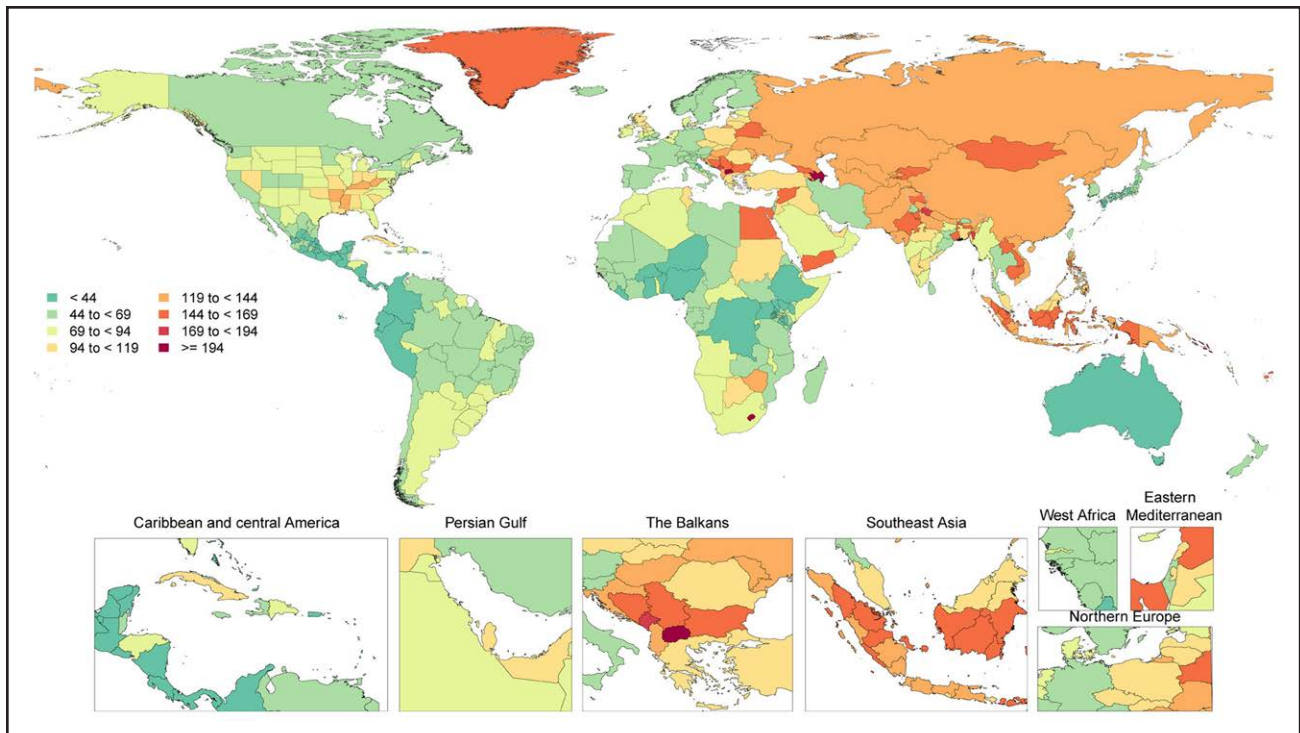 < 44
44 to < 69
69 to < 94
94 to < 119
119 to < 144
144 to < 169
169 to < 194
>= 194
Caribbean and central America
Persian Gulf
The Balkans
Southeast Asia
West Africa
Eastern
Mediterranean
Northern Europe